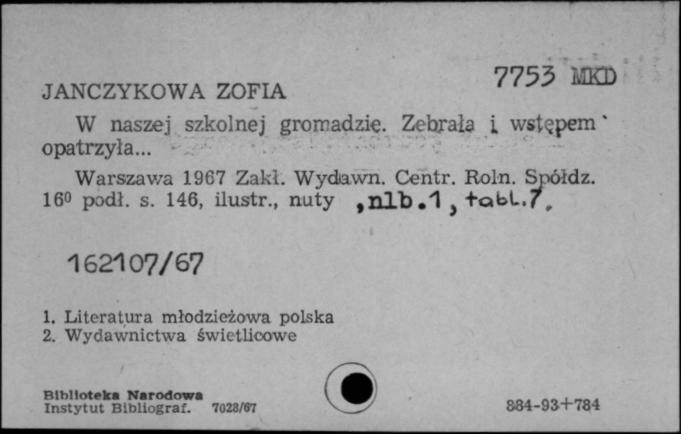 7753 MKD
JANCZYKOWA ZOFIA
W naszej szkolnej gromadzie. Zebrała i wstępem
opatrzyła...
Warszawa 1967 Zakł. Wydawn. Centr. Roln. Spółdz.
16⁰ podł. s. 146, ilustr., nuty , nlb.1, tabl.7.
162107/67
1. Literatura młodzieżowa polska
2. Wydawnictwa świetlicowe
Biblioteka Narodowa
Instytut Bibliograf. 7028/67
884-93+784